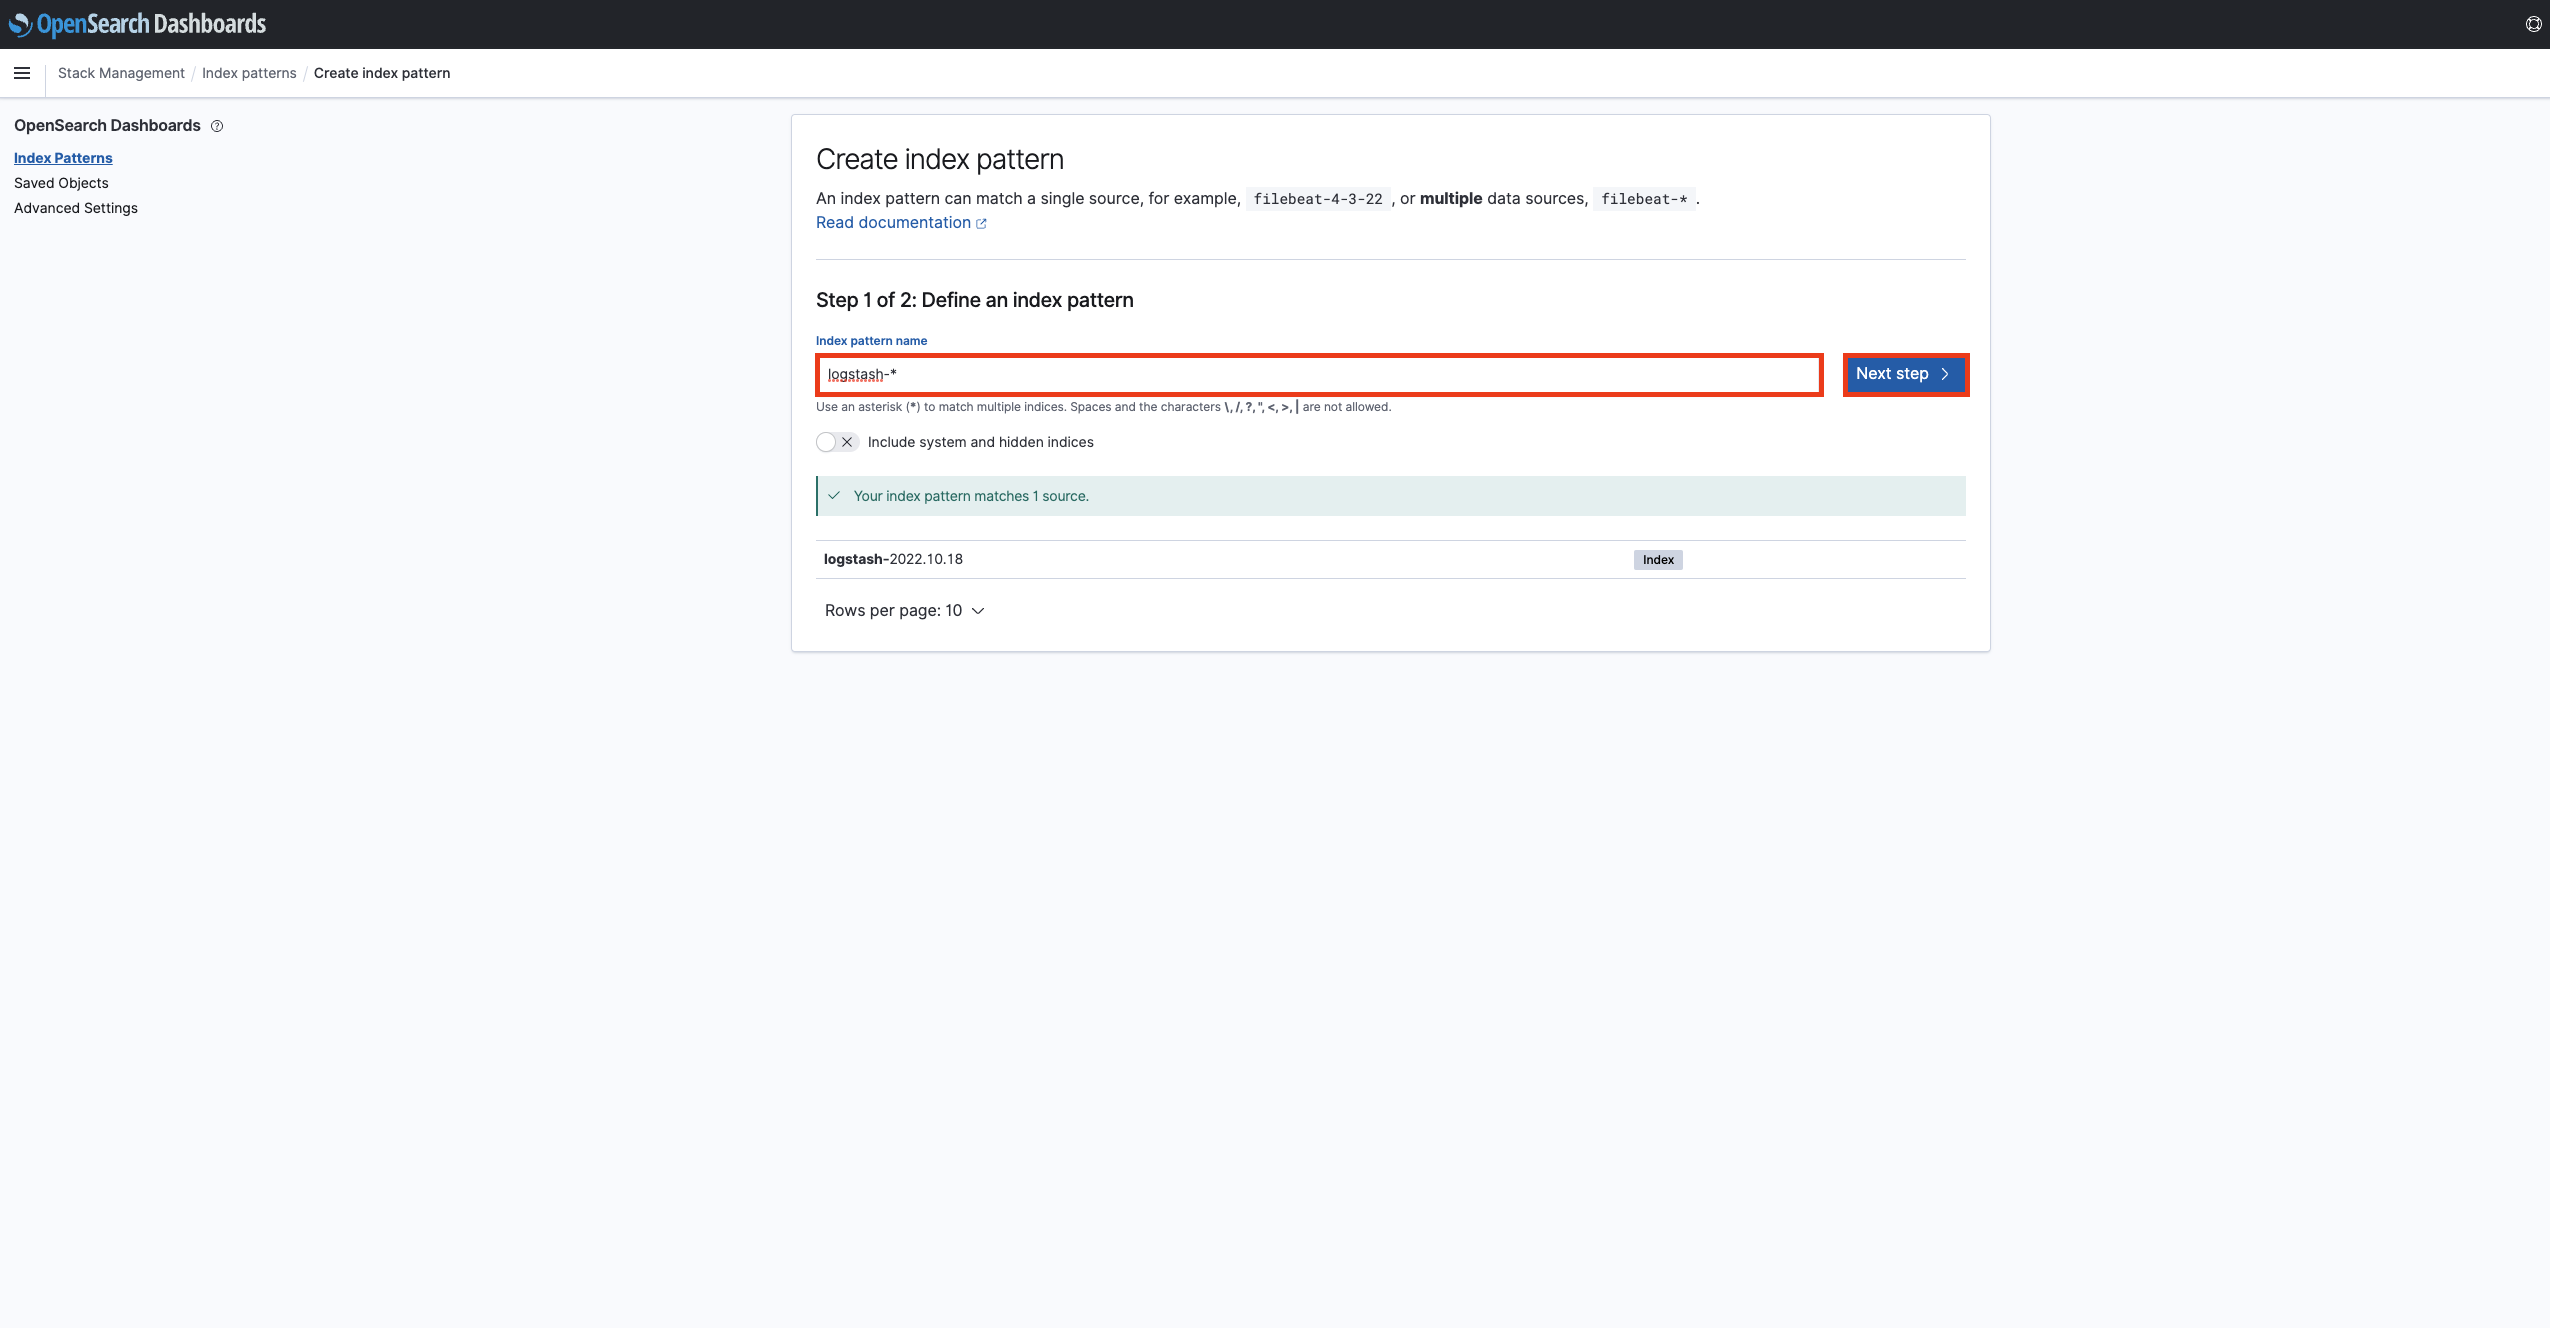 OpenSearch Dashboards
Stack Management / Index patterns / Create index pattern
OpenSearch Dashboards
Index Patterns
Saved Objects
Advanced Settings
Create index pattern
An index pattern can match a single source, for example, filebeat-4-3-22 , or multiple data sources, filebeat-* .
Read documentation
Step 1 of 2: Define an index pattern
Index pattern name
logstash-*
Next step
Use an asterisk (*) to match multiple indices. Spaces and the characters \, /, ?, ", <, >, | are not allowed.
Include system and hidden indices
Your index pattern matches 1 source.
logstash-2022.10.18 Index
Rows per page: 10